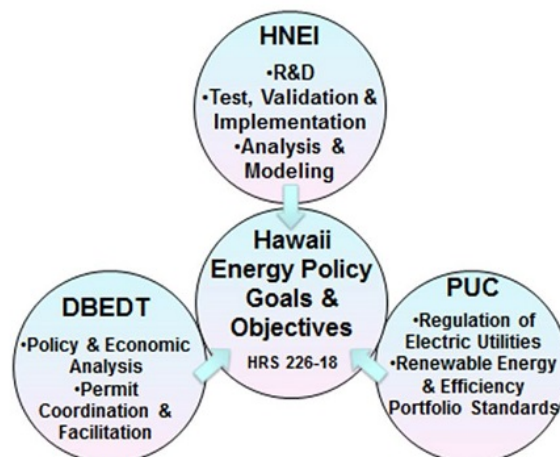 HNEI
•R&D
•Test, Validation &
Implementation
•Analysis &
Modeling
Hawaii
Energy Policy
Goals &
Objectives
HRS 226-18
DBEDT
•Policy & Economic
Analysis
•Permit
Coordination &
Facilitation
PUC
•Regulation of
Electric Utilities
•Renewable Energy
& Efficiency
Portfolio Standards